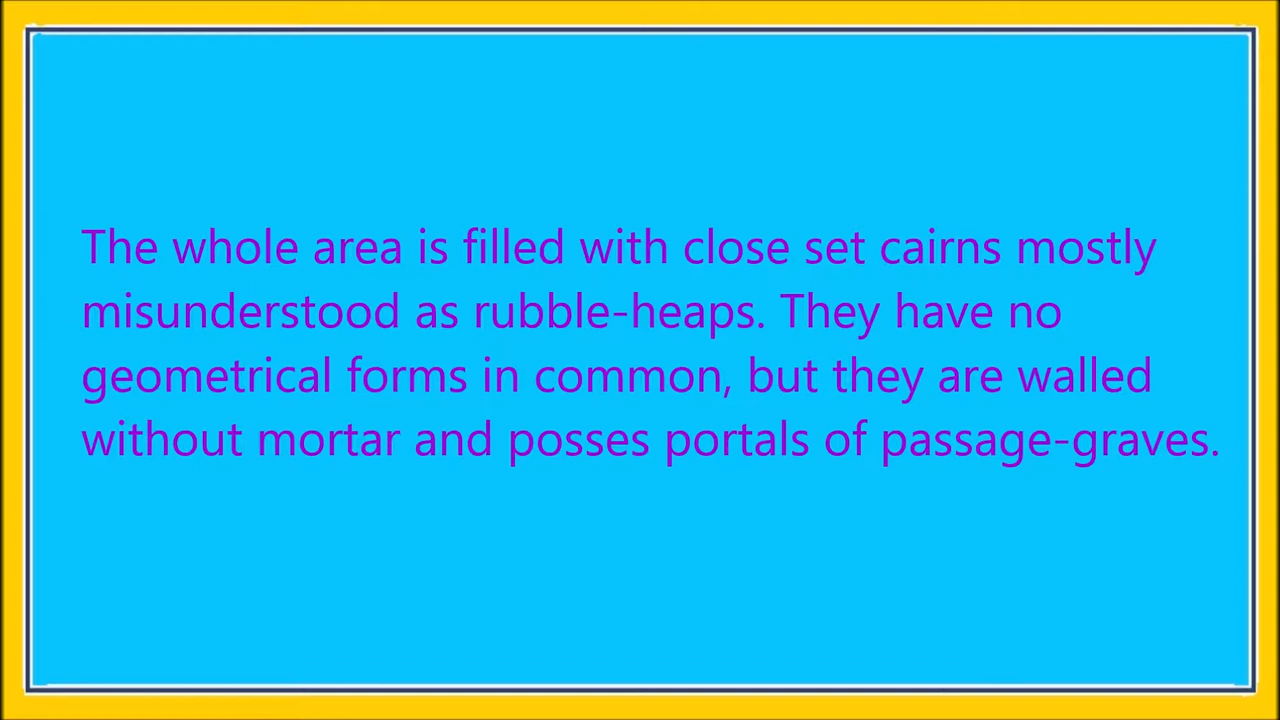 The whole area is filled with close set cairns mostly
misunderstood as rubble-heaps. They have no
geometrical forms in common, but they are walled
without mortar and posses portals of passage-graves.